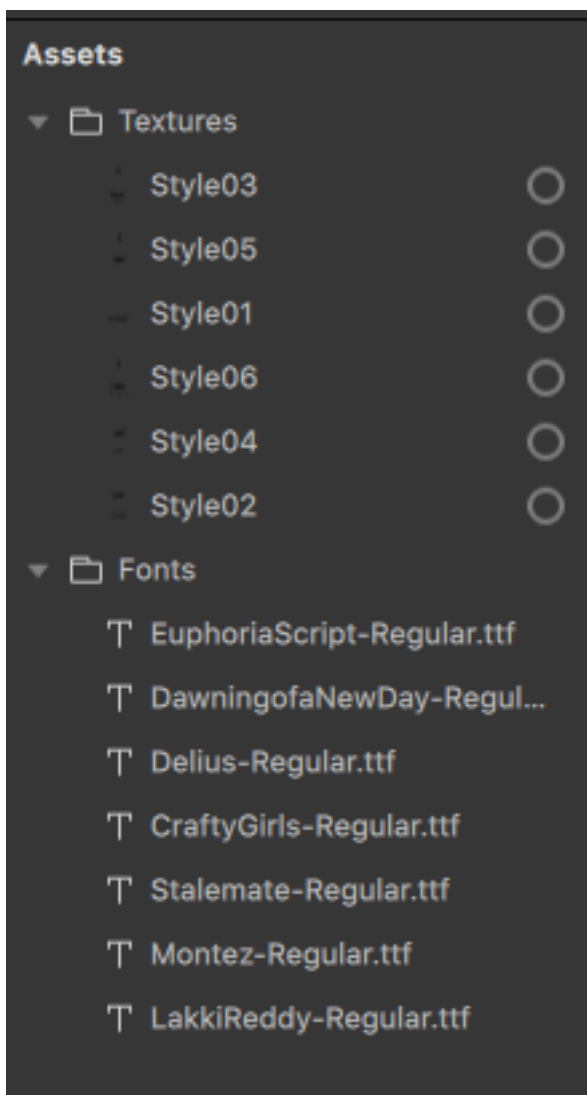 Assets
Textures
Style03
Style05
Style01
Style06
Style04
Style02
Fonts
EuphoriaScript-Regular.ttf
DawningofaNewDay-Regul...
Delius-Regular.ttf
CraftyGirls-Regular.ttf
Stalemate-Regular.ttf
Montez-Regular.ttf
LakkiReddy-Regular.ttf